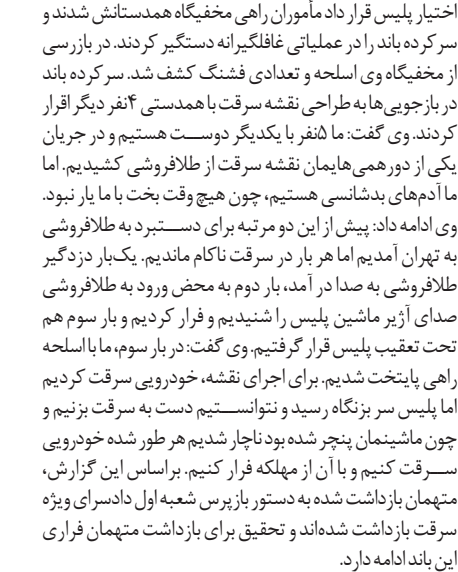 اختیار پلیس قرار داد مأموران راهی مخفیگاه همدستانش شدند و
سر کرده باند را در عملیاتی غافلگیرانه دستگیر کردند. در بازرسی
از مخفیگاه وی اسلحه و تعدادی فشنگ کشف شد. سر کرده باند
در بازجویی‌ها به طراحی نقشه سرقت با همدستی ۴نفر دیگر اقرار
کردند. وی گفت: ما ۵نفر با یکدیگر دوست هستیم و در جریان
یکی از دورهمی‌هایمان نقشه سرقت از طلافروشی کشیدیم. اما
ما آدم‌های بدشانسی هستیم، چون هیچ وقت بخت با ما یار نبود.
وی ادامه داد: پیش از این دو مرتبه برای دستبرد به طلافروشی
به تهران آمدیم اما هر بار در سرقت ناکام ماندیم. یک‌بار دزدگیر
طلافروشی به صدا در آمد، بار دوم به محض ورود به طلافروشی
صدای آژیر ماشین پلیس را شنیدیم و فرار کردیم و بار سوم هم
تحت تعقیب پلیس قرار گرفتیم. وی گفت: در بار سوم، ما با اسلحه
راهی پایتخت شدیم. برای اجرای نقشه، خودرویی سرقت کردیم
اما پلیس سر بزنگاه رسید و نتوانستیم دست به سرقت بزنیم و
چون ماشینمان پنچر شده بود ناچار شدیم هر طور شده خودرویی
سرقت کنیم و با آن از مهلکه فرار کنیم. براساس این گزارش،
متهمان بازداشت شده به دستور بازپرس شعبه اول دادسرای ویژه
سرقت بازداشت شده‌اند و تحقیق برای بازداشت متهمان فراری
این باند ادامه دارد.